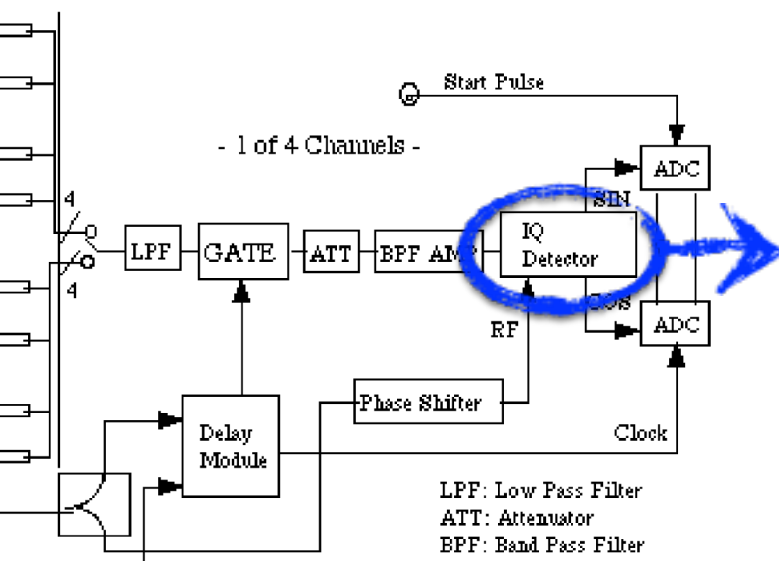 Start Pulse
- 1 of 4 Channels -
ADC
4
SIN
LPF
GATE
ATT
BPF AMP
IQ
Detector
4
COS
ADC
RF
Phase Shifter
Delay
Module
Clock
LPF: Low Pass Filter
ATT: Attenuator
BPF: Band Pass Filter